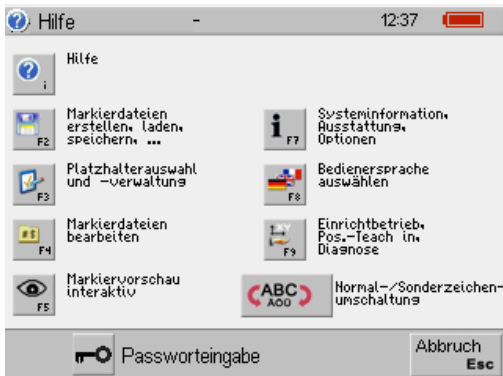 Hilfe - 12:37
Hilfe
i
Markierdateien
erstellen, laden,
speichern, ...
F2
Platzhalterauswahl
und -verwaltung
F3
Markierdateien
bearbeiten
F4
Markiervorschau
interaktiv
F5
Systeminformation,
Ausstattung,
Optionen
i F7
Bedienersprache
auswählen
F8
Einrichtbetrieb,
Pos.-Teach in,
Diagnose
F9
Normal-/Sonderzeichen-
umschaltung
ABC
Passworteingabe
Abbruch
Esc